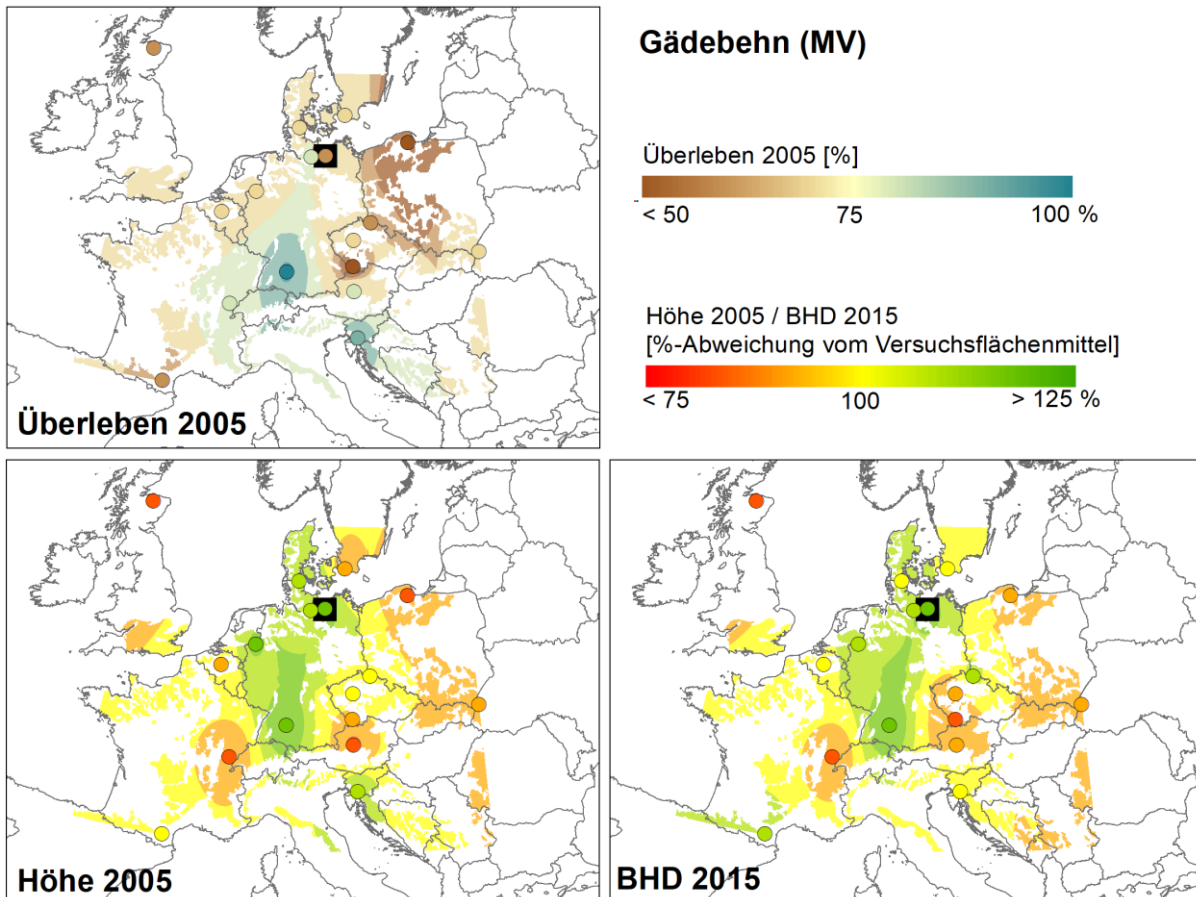 Gädebehn (MV)
Überleben 2005 [%]
< 50 75 100 %
Höhe 2005 / BHD 2015
[%-Abweichung vom Versuchsflächenmittel]
< 75 100 > 125 %
Überleben 2005
Höhe 2005
BHD 2015